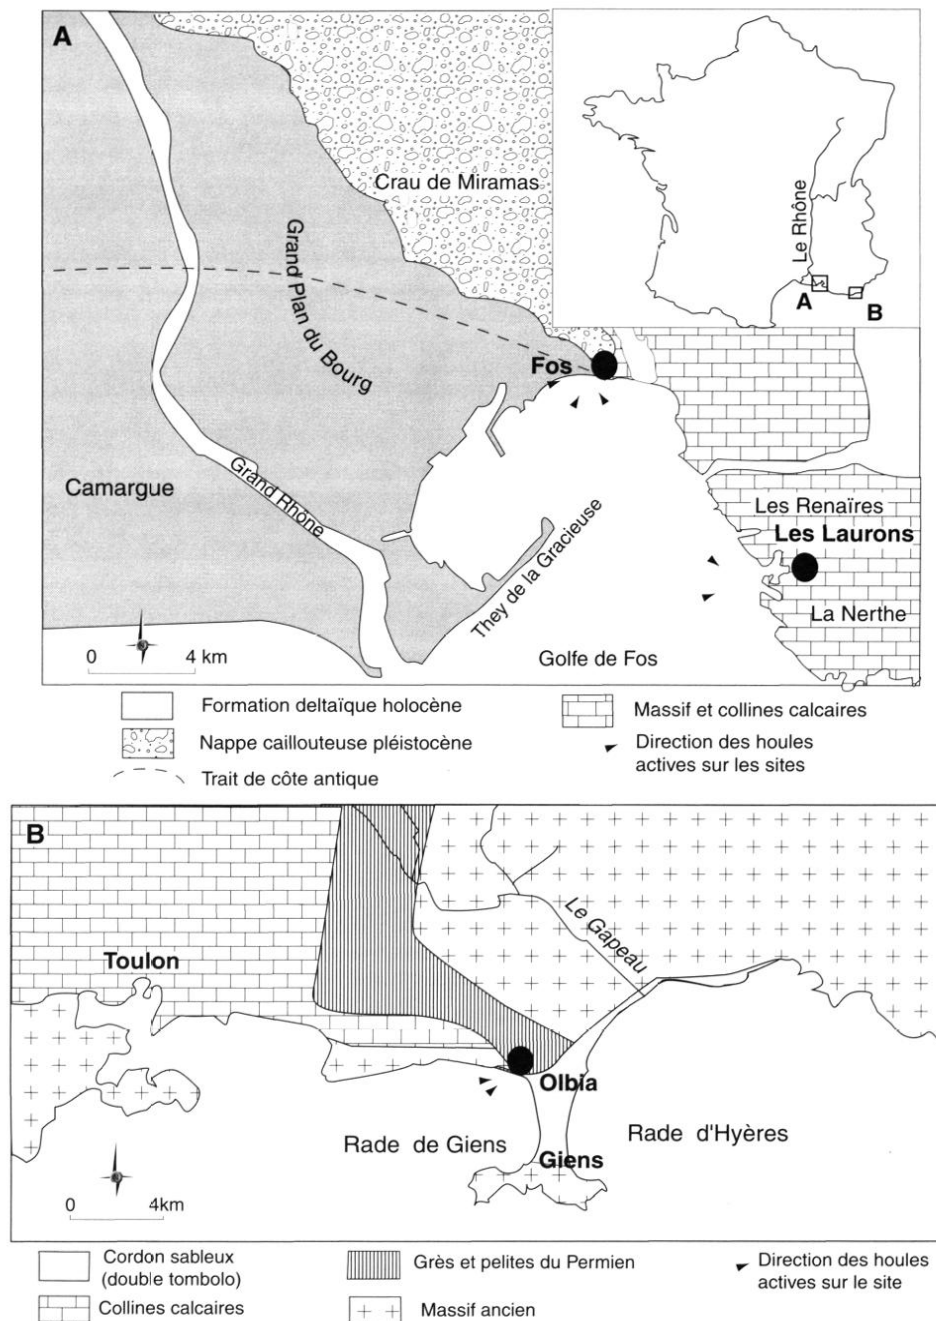 A
Crau de Miramas
Le Rhône
A
B
Grand Plan du Bourg
Fos
Camargue
Grand Rhône
They de la Gracieuse
Les Renaïres
Les Laurons
La Nerthe
Golfe de Fos
0 4 km
Formation deltaïque holocène
Nappe caillouteuse pléistocène
Trait de côte antique
Massif et collines calcaires
Direction des houles
actives sur les sites
B
Toulon
Le Gapeau
Olbia
Rade de Giens
Rade d'Hyères
Giens
0 4km
Cordon sableux
(double tombolo)
Collines calcaires
Grès et pelites du Permien
Massif ancien
Direction des houles
actives sur le site